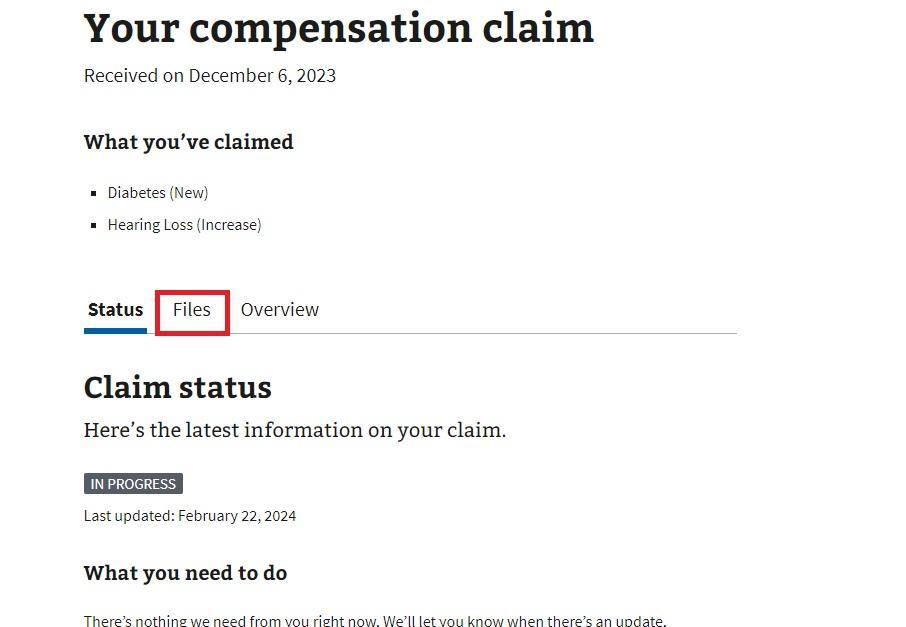 Your compensation claim
Received on December 6, 2023
What you’ve claimed
Diabetes (New)
Hearing Loss (Increase)
Status Files Overview
Claim status
Here’s the latest information on your claim.
IN PROGRESS
Last updated: February 22, 2024
What you need to do
There’s nothing we need from you right now. We’ll let you know when there’s an update.